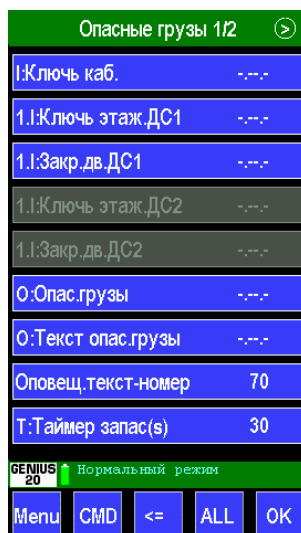 Опасные грузы 1/2 >
I:Ключь каб. -.--.-
1.I:Ключь этаж.ДС1 -.--.-
1.I:Закр.дв.ДС1 -.--.-
1.I:Ключь этаж.ДС2 -.--.-
1.I:Закр.дв.ДС2 -.--.-
O:Опас.грузы -.--.-
O:Текст опас.грузы -.--.-
Оповещ.текст-номер 70
T:Таймер запас(s) 30
GENIUS Нормальный режим
20
Menu CMD <= ALL OK